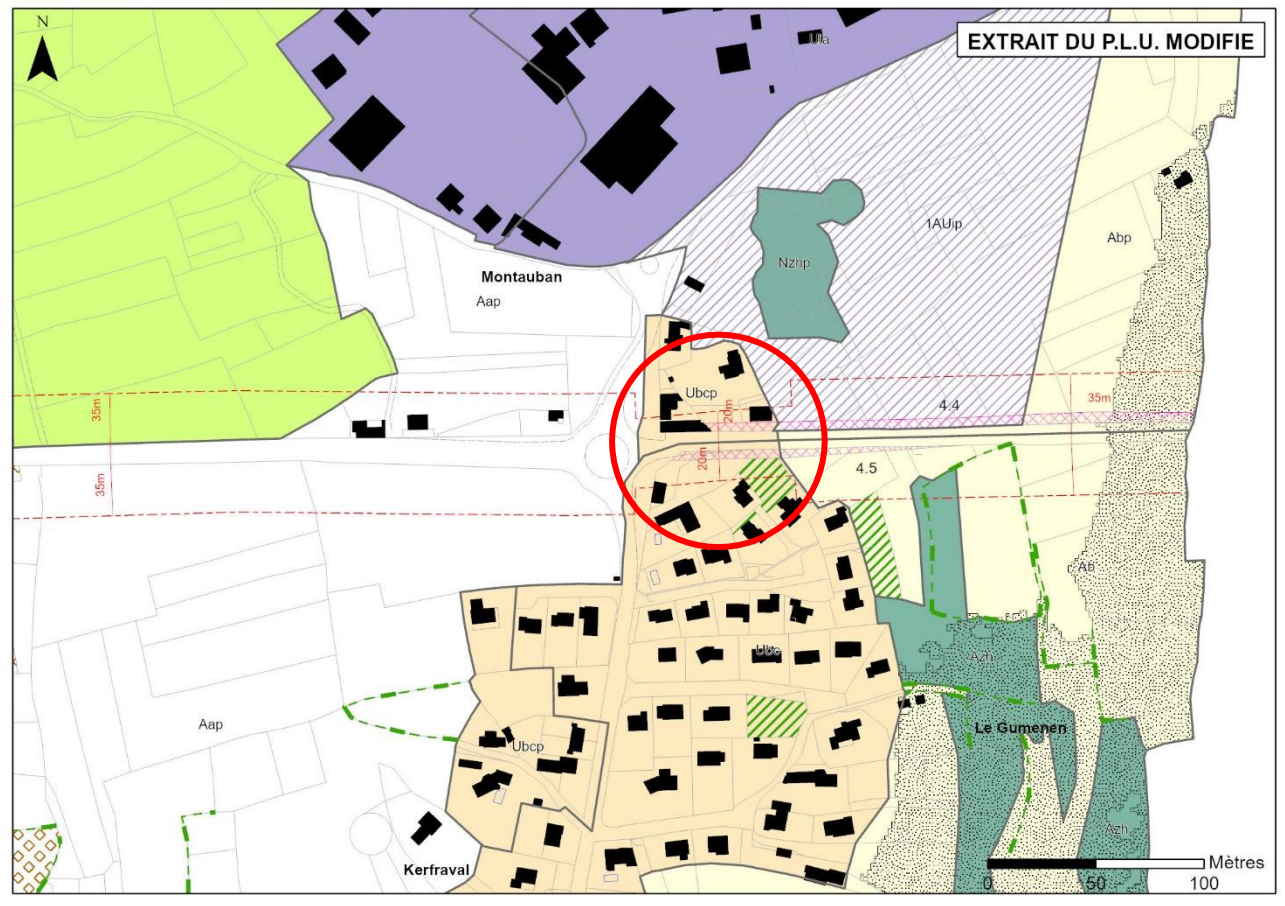 N
EXTRAIT DU P.L.U. MODIFIE
Uia
1AUip
Abp
Nzhp
Montauban
Aap
Ubcp
35m
20m
4.4
35m
35m
20m
4.5
Ab
Ubc
Azh
Aap
Ubcp
Le Gumenen
Azh
Kerfraval
Mètres
0 50 100